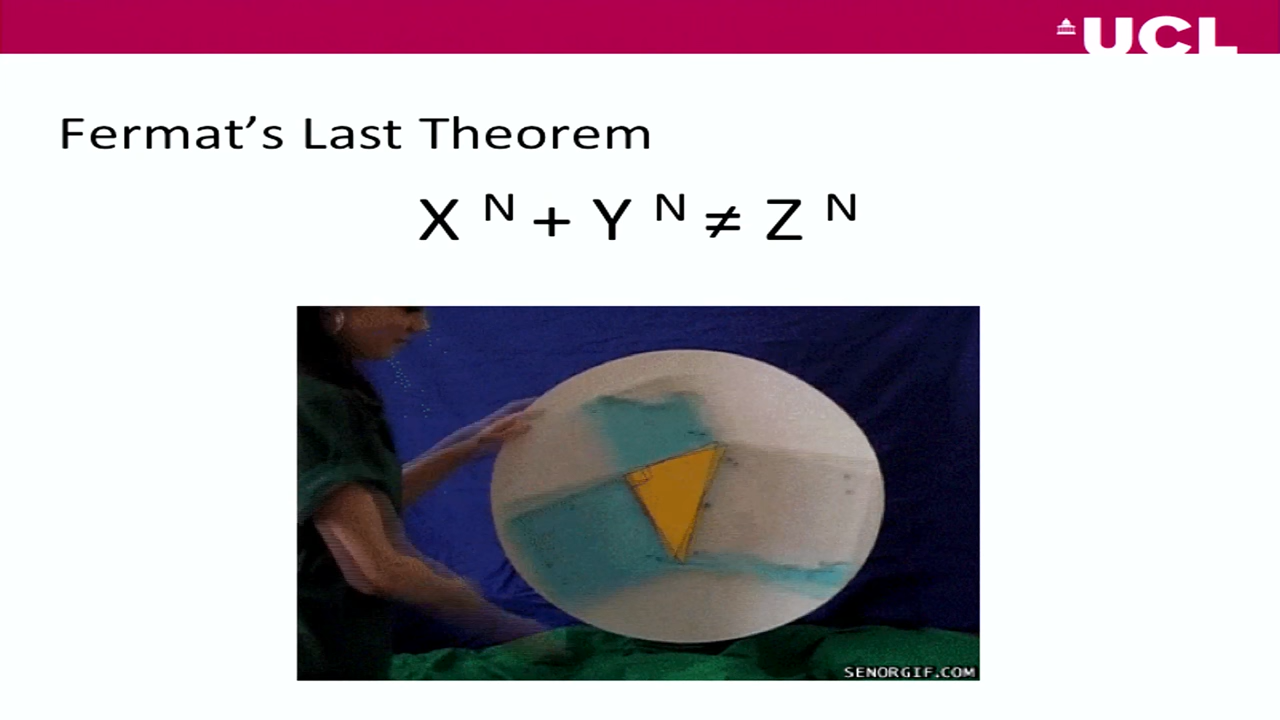 UCL
Fermat's Last Theorem
X ᴺ + Y ᴺ ≠ Z ᴺ
SENORGIF.COM